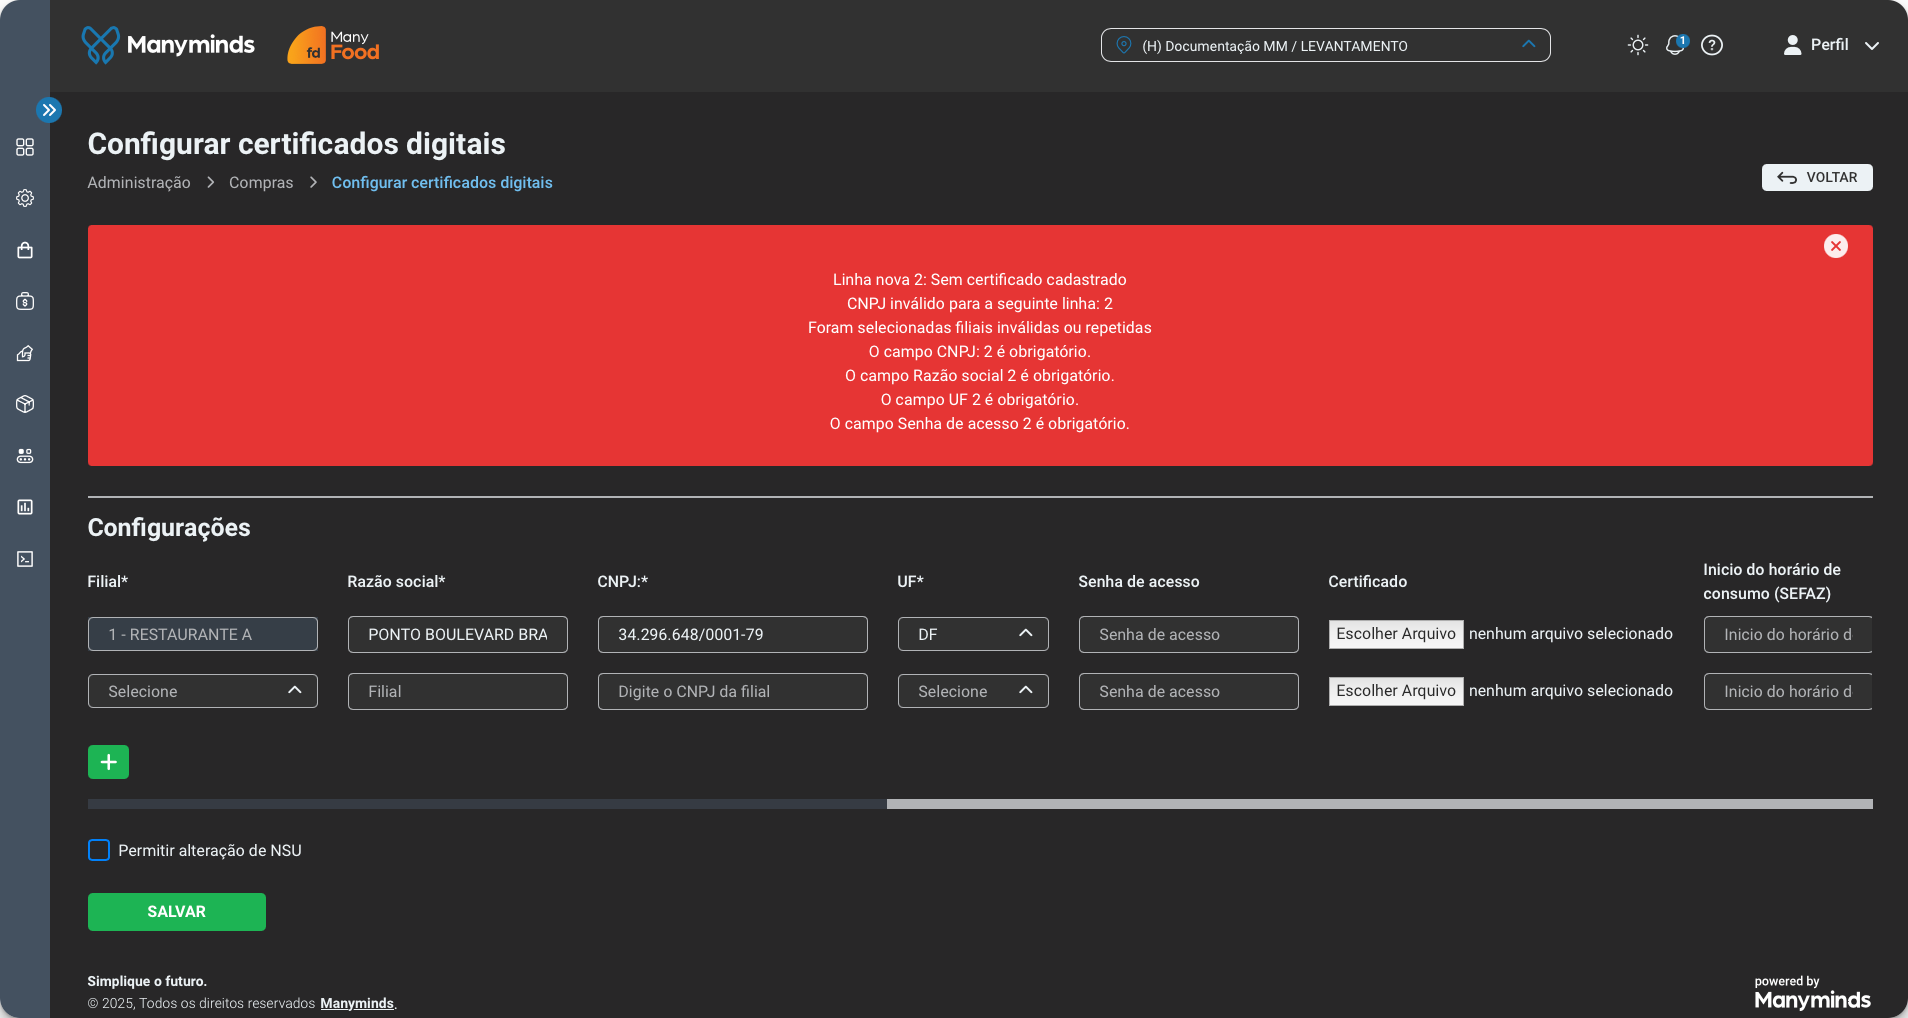 Manyminds
fd
Many
Food
(H) Documentação MM / LEVANTAMENTO
1
?
Perfil
Configurar certificados digitais
Administração > Compras > Configurar certificados digitais
VOLTAR
Linha nova 2: Sem certificado cadastrado
CNPJ inválido para a seguinte linha: 2
Foram selecionadas filiais inválidas ou repetidas
O campo CNPJ: 2 é obrigatório.
O campo Razão social 2 é obrigatório.
O campo UF 2 é obrigatório.
O campo Senha de acesso 2 é obrigatório.
Configurações
Filial* Razão social* CNPJ:* UF* Senha de acesso Certificado Inicio do horário de
consumo (SEFAZ)
1 - RESTAURANTE A PONTO BOULEVARD BRA 34.296.648/0001-79 DF Senha de acesso Escolher Arquivo nenhum arquivo selecionado Inicio do horário d
Selecione Filial Digite o CNPJ da filial Selecione Senha de acesso Escolher Arquivo nenhum arquivo selecionado Inicio do horário d
+
Permitir alteração de NSU
SALVAR
Simplique o futuro.
© 2025, Todos os direitos reservados Manyminds.
powered by
Manyminds